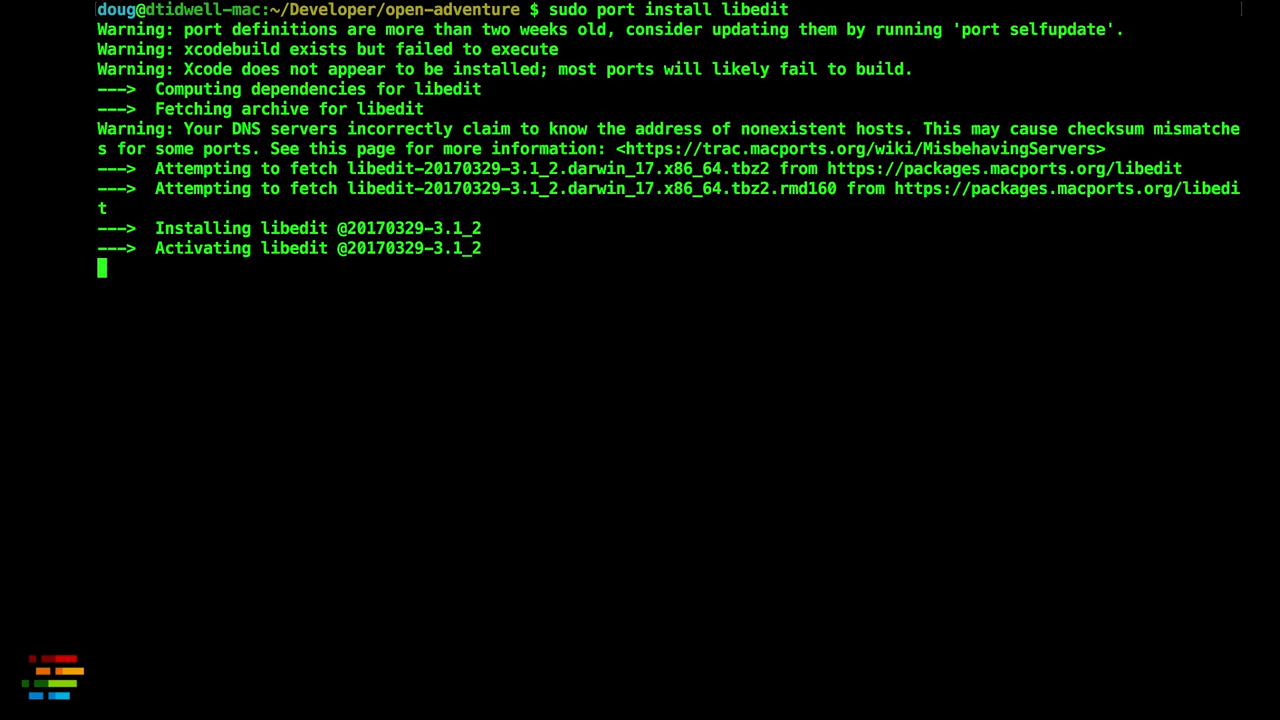 doug@dtidwell-mac:~/Developer/open-adventure $ sudo port install libedit
Warning: port definitions are more than two weeks old, consider updating them by running 'port selfupdate'.
Warning: xcodebuild exists but failed to execute
Warning: Xcode does not appear to be installed; most ports will likely fail to build.
--->  Computing dependencies for libedit
--->  Fetching archive for libedit
Warning: Your DNS servers incorrectly claim to know the address of nonexistent hosts. This may cause checksum mismatche
s for some ports. See this page for more information: <https://trac.macports.org/wiki/MisbehavingServers>
--->  Attempting to fetch libedit-20170329-3.1_2.darwin_17.x86_64.tbz2 from https://packages.macports.org/libedit
--->  Attempting to fetch libedit-20170329-3.1_2.darwin_17.x86_64.tbz2.rmd160 from https://packages.macports.org/libedi
t
--->  Installing libedit @20170329-3.1_2
--->  Activating libedit @20170329-3.1_2